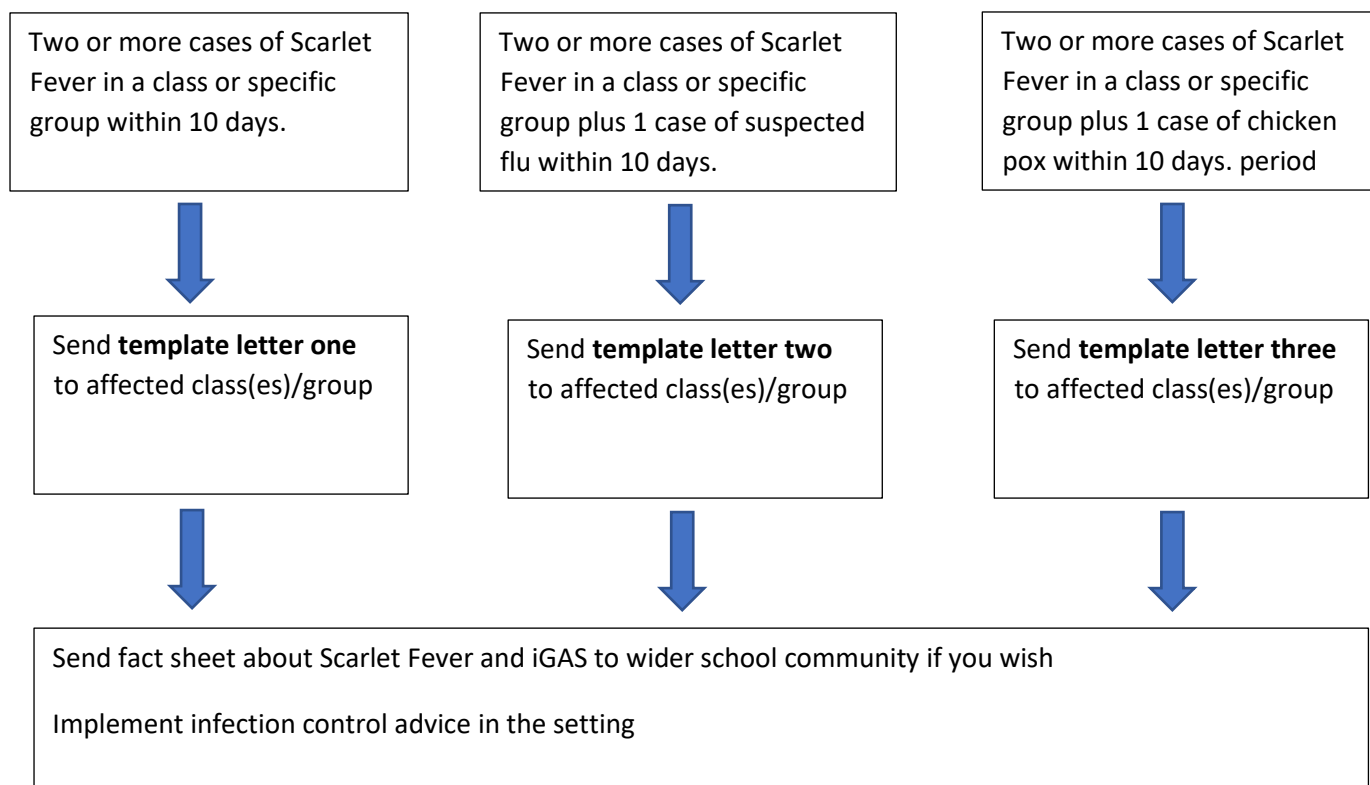 Two or more cases of Scarlet
Fever in a class or specific
group within 10 days.
Two or more cases of Scarlet
Fever in a class or specific
group plus 1 case of suspected
flu within 10 days.
Two or more cases of Scarlet
Fever in a class or specific
group plus 1 case of chicken
pox within 10 days. period
Send template letter one
to affected class(es)/group
Send template letter two
to affected class(es)/group
Send template letter three
to affected class(es)/group
Send fact sheet about Scarlet Fever and iGAS to wider school community if you wish
Implement infection control advice in the setting